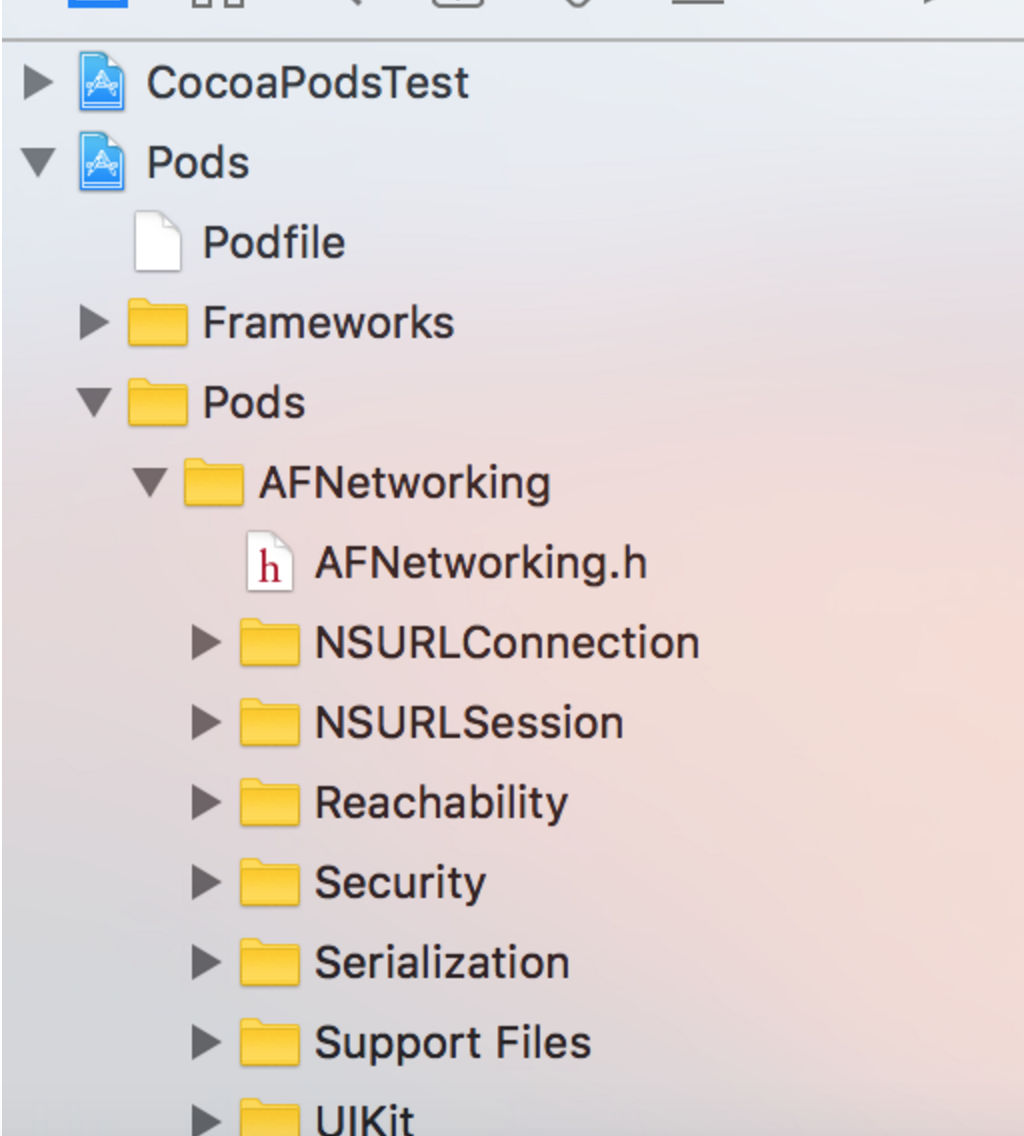 CocoaPodsTest
Pods
Podfile
Frameworks
Pods
AFNetworking
h AFNetworking.h
NSURLConnection
NSURLSession
Reachability
Security
Serialization
Support Files
UIKit